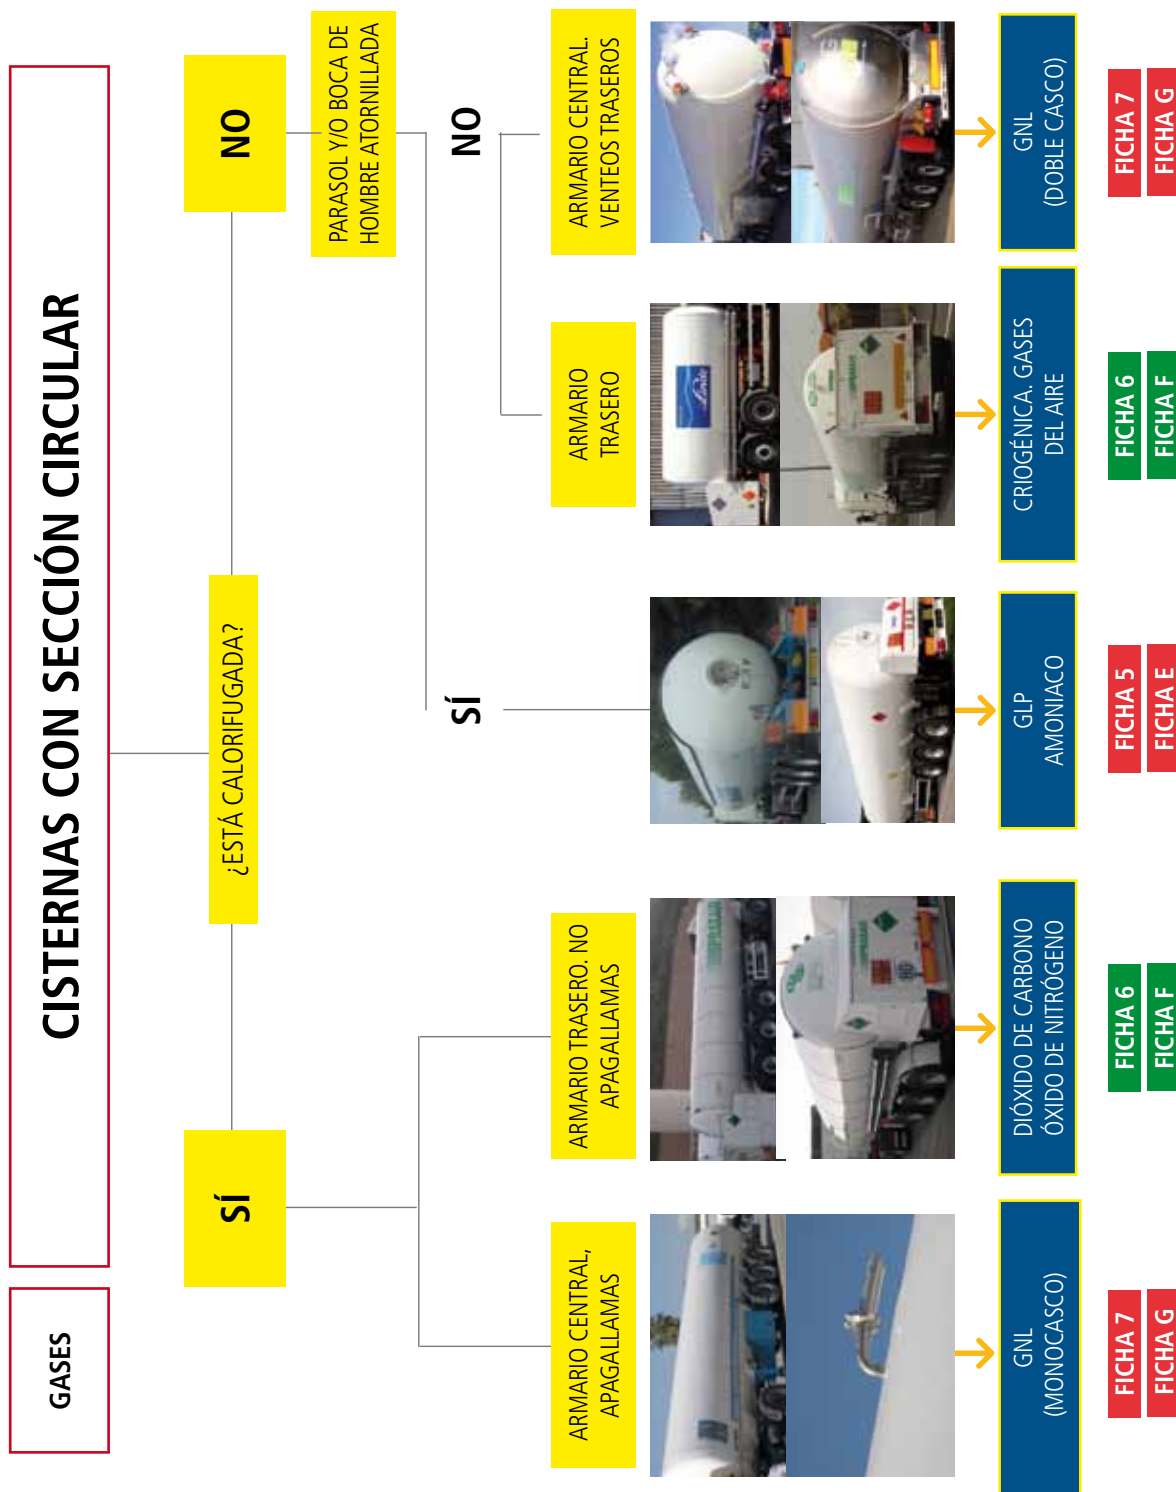 GASES
CISTERNAS CON SECCIÓN CIRCULAR
¿ESTÁ CALORIFUGADA?
SÍ
NO
PARASOL Y/O BOCA DE
HOMBRE ATORNILLADA
SÍ
NO
ARMARIO CENTRAL,
APAGALLAMAS
ARMARIO TRASERO. NO
APAGALLAMAS
ARMARIO
TRASERO
ARMARIO CENTRAL.
VENTEOS TRASEROS
Linde
GNL
(MONOCASCO)
DIÓXIDO DE CARBONO
ÓXIDO DE NITRÓGENO
GLP
AMONIACO
CRIOGÉNICA. GASES
DEL AIRE
GNL
(DOBLE CASCO)
FICHA 7
FICHA G
FICHA 6
FICHA F
FICHA 5
FICHA E
FICHA 6
FICHA F
FICHA 7
FICHA G